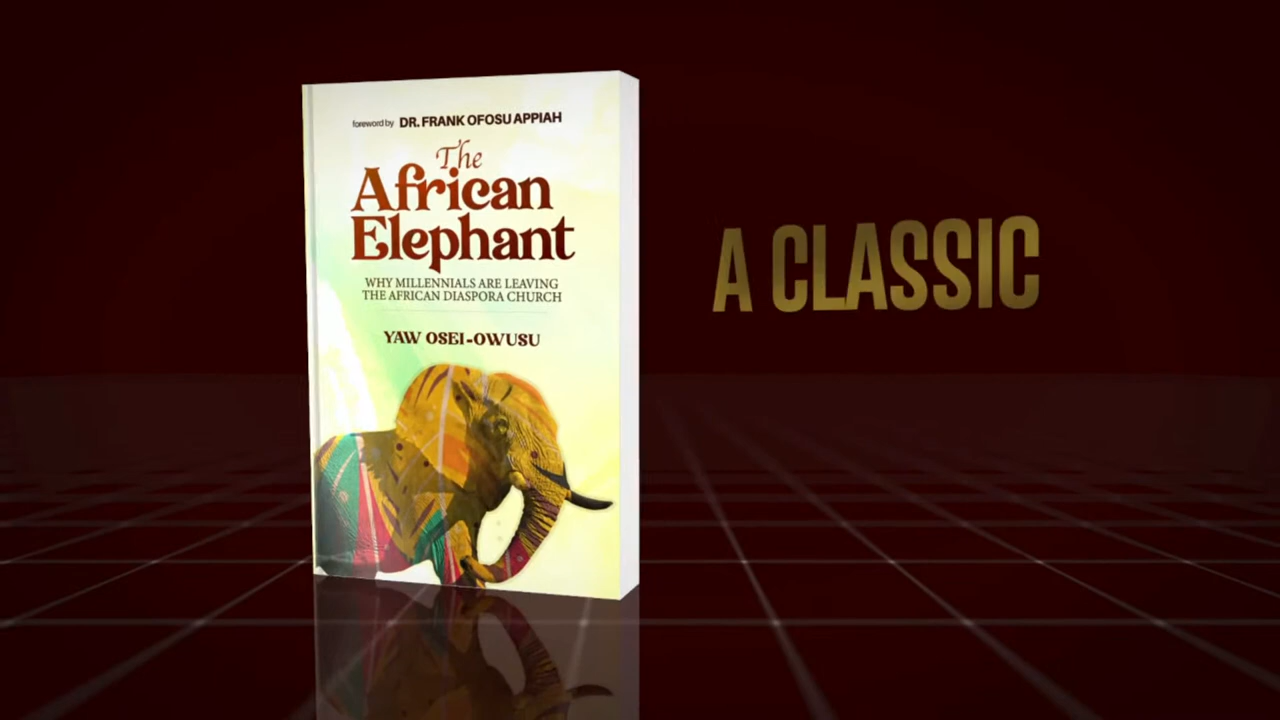 foreword by DR. FRANK OFOSU APPIAH
The
African
Elephant
WHY MILLENNIALS ARE LEAVING
THE AFRICAN DIASPORA CHURCH
YAW OSEI-OWUSU
A CLASSIC